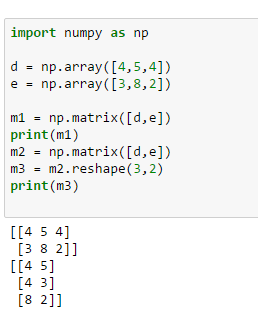 import numpy as np
d = np.array([4,5,4])
e = np.array([3,8,2])
m1 = np.matrix([d,e])
print(m1)
m2 = np.matrix([d,e])
m3 = m2.reshape(3,2)
print(m3)
[[4 5 4]
 [3 8 2]]
[[4 5]
 [4 3]
 [8 2]]